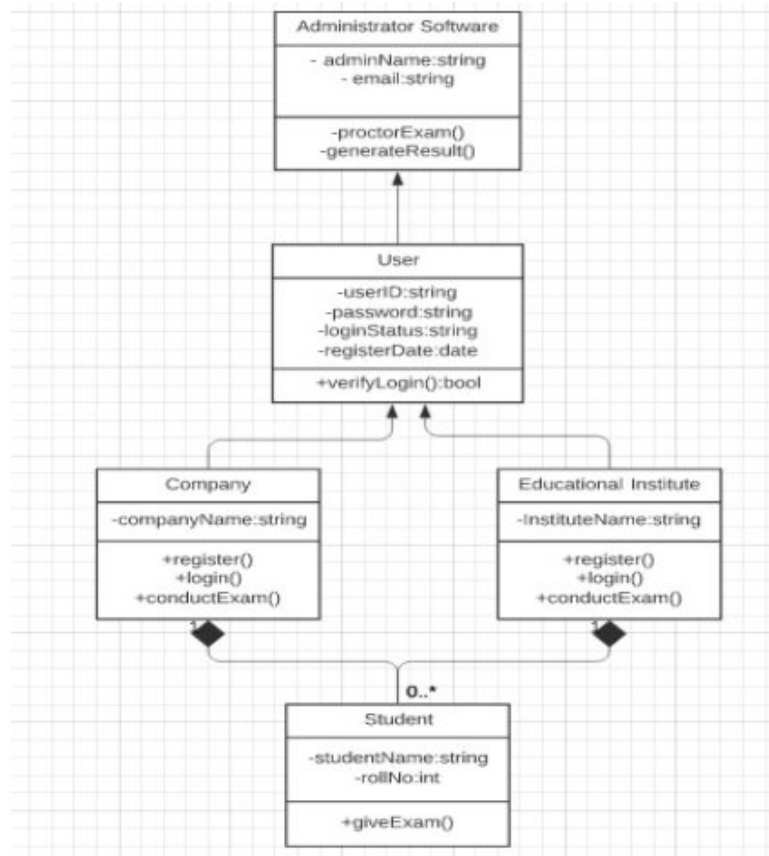 Administrator Software
- adminName:string
- email:string
-proctorExam()
-generateResult()
User
-userID:string
-password:string
-loginStatus:string
-registerDate:date
+verifyLogin():bool
Company
-companyName:string
+register()
+login()
+conductExam()
1
Educational Institute
-InstituteName:string
+register()
+login()
+conductExam()
1
0..*
Student
-studentName:string
-rollNo:int
+giveExam()